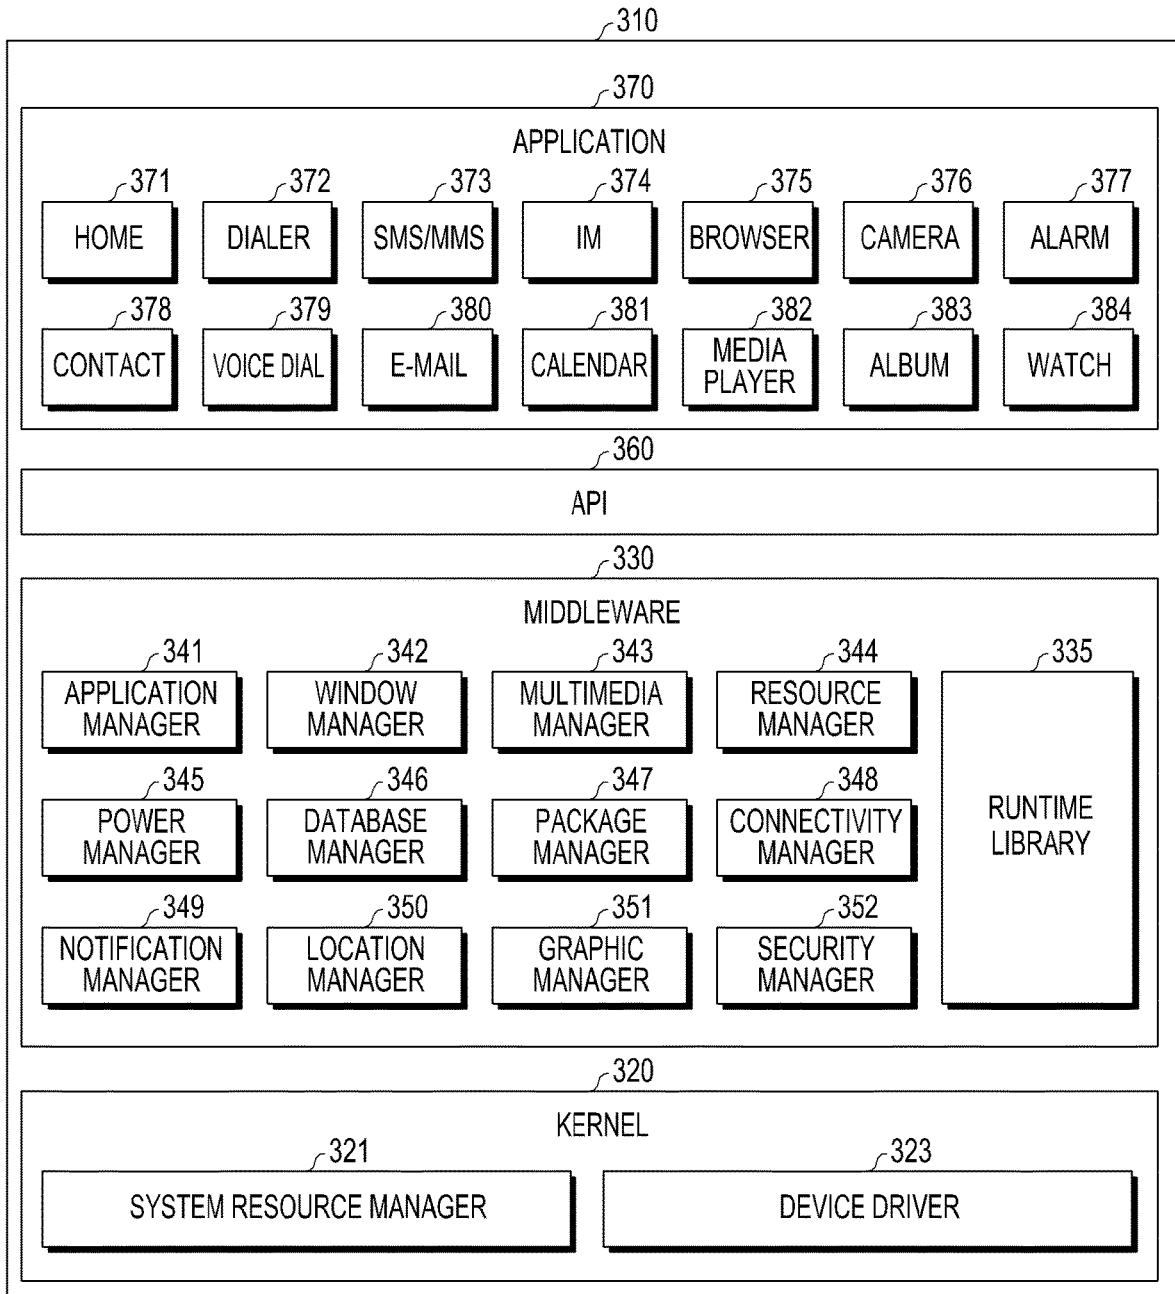 310
370
APPLICATION
371 372 373 374 375 376 377
HOME DIALER SMS/MMS IM BROWSER CAMERA ALARM
378 379 380 381 382 383 384
CONTACT VOICE DIAL E-MAIL CALENDAR MEDIA PLAYER ALBUM WATCH
360
API
330
MIDDLEWARE
341 342 343 344 335
APPLICATION MANAGER WINDOW MANAGER MULTIMEDIA MANAGER RESOURCE MANAGER
345 346 347 348
POWER MANAGER DATABASE MANAGER PACKAGE MANAGER CONNECTIVITY MANAGER RUNTIME LIBRARY
349 350 351 352
NOTIFICATION MANAGER LOCATION MANAGER GRAPHIC MANAGER SECURITY MANAGER
320
KERNEL
321 323
SYSTEM RESOURCE MANAGER DEVICE DRIVER